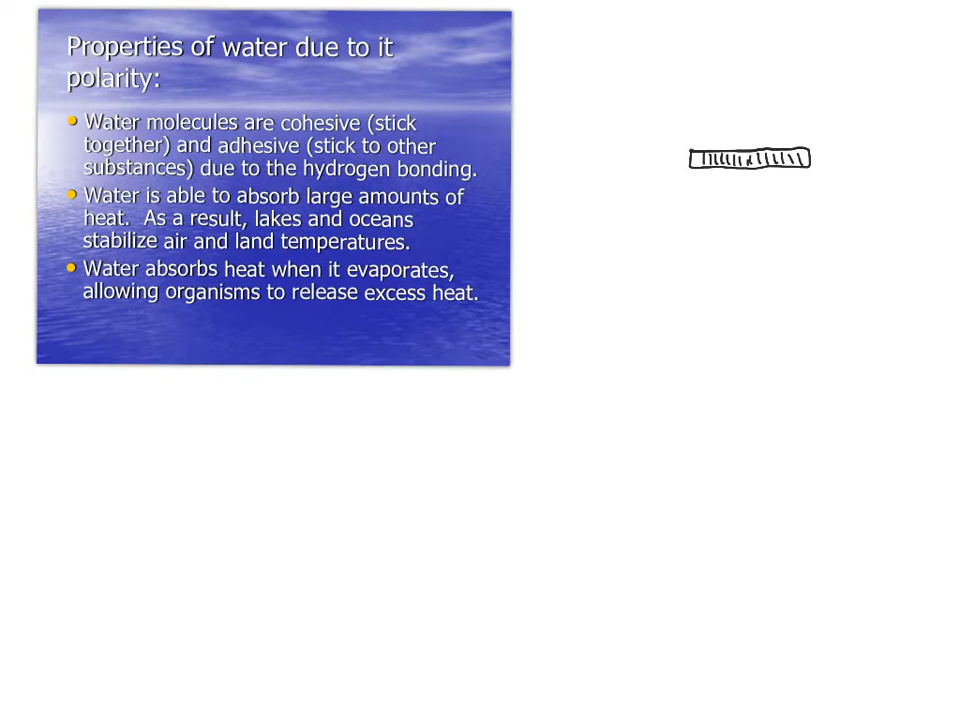 Properties of water due to it
polarity:
• Water molecules are cohesive (stick
together) and adhesive (stick to other
substances) due to the hydrogen bonding.
• Water is able to absorb large amounts of
heat.  As a result, lakes and oceans
stabilize air and land temperatures.
• Water absorbs heat when it evaporates,
allowing organisms to release excess heat.